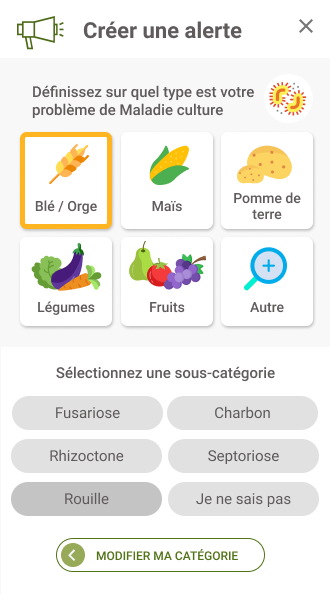 Créer une alerte
Définissez sur quel type est votre
problème de Maladie culture
Blé / Orge
Maïs
Pomme de
terre
Légumes
Fruits
Autre
Sélectionnez une sous-catégorie
Fusariose
Charbon
Rhizoctone
Septoriose
Rouille
Je ne sais pas
MODIFIER MA CATÉGORIE